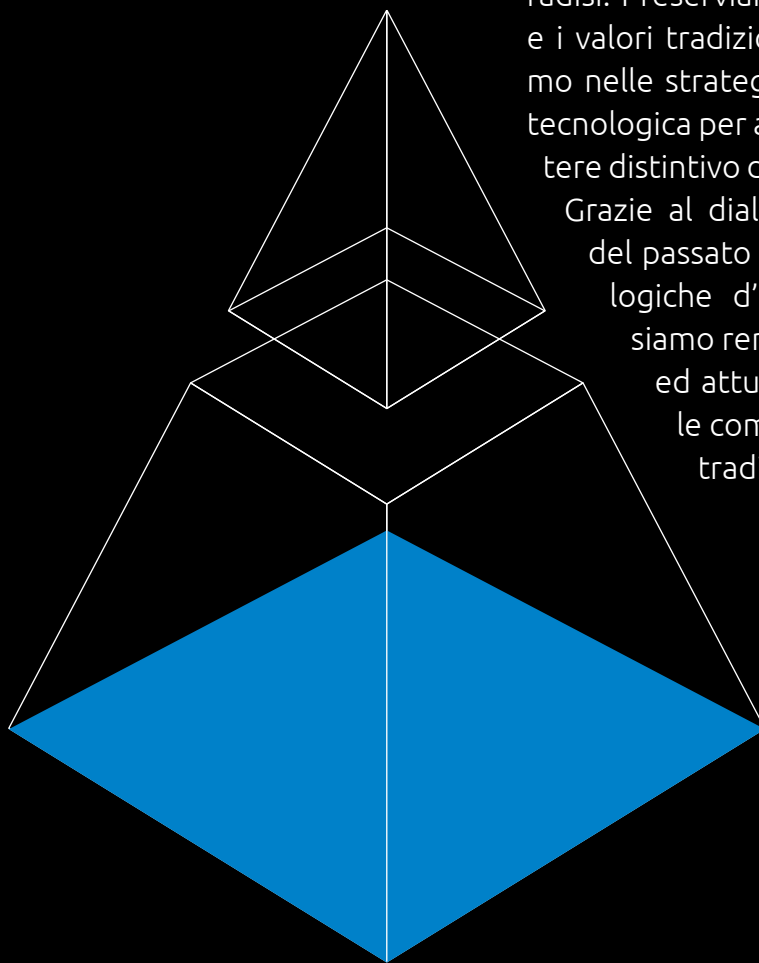 e i valori tradizio
mo nelle strateg
tecnologica per a
tere distintivo d
Grazie al dial
del passato
logiche d'
siamo ren
ed attu
le com
trad